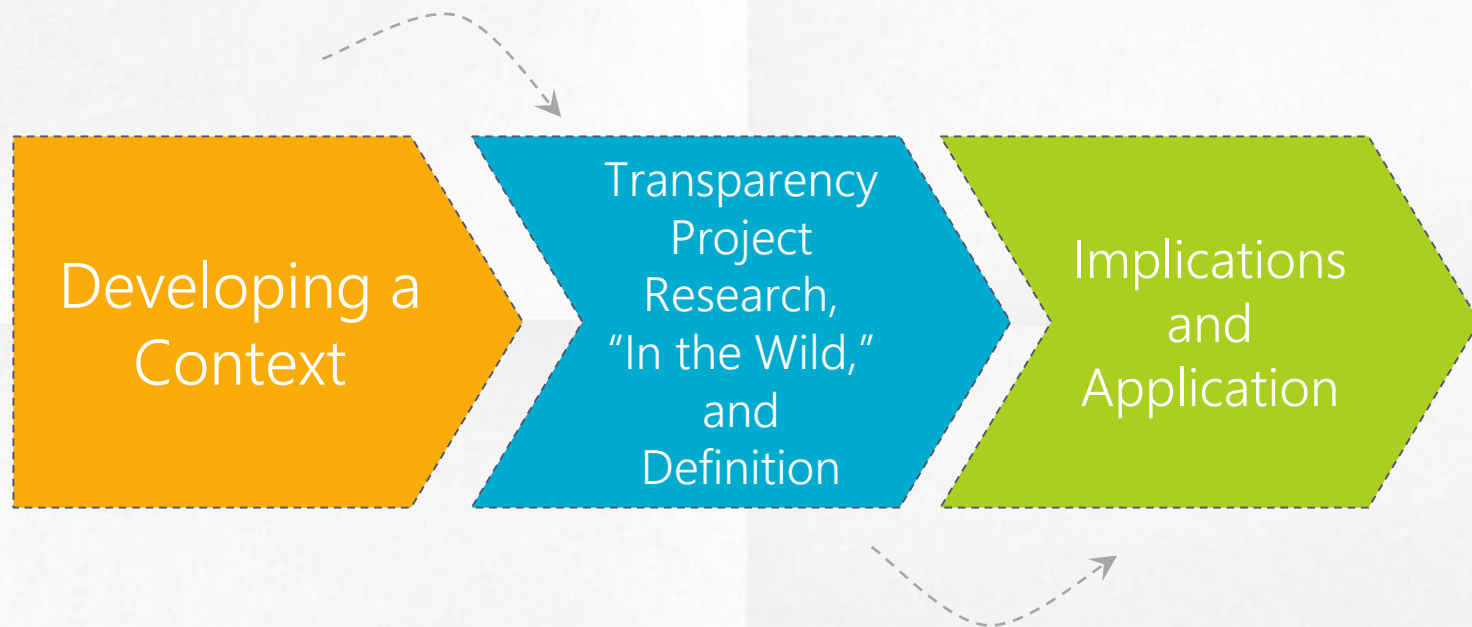 Developing a
Context
Transparency
Project
Research,
“In the Wild,”
and
Definition
Implications
and
Application